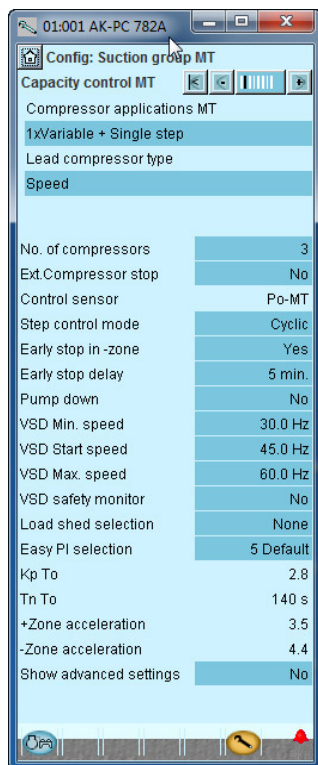 01:001 AK-PC 782A
Config: Suction group MT
Capacity control MT
Compressor applications MT
1xVariable + Single step
Lead compressor type
Speed
No. of compressors 3
Ext.Compressor stop No
Control sensor Po-MT
Step control mode Cyclic
Early stop in -zone Yes
Early stop delay 5 min.
Pump down No
VSD Min. speed 30.0 Hz
VSD Start speed 45.0 Hz
VSD Max. speed 60.0 Hz
VSD safety monitor No
Load shed selection None
Easy PI selection 5 Default
Kp To 2.8
Tn To 140 s
+Zone acceleration 3.5
-Zone acceleration 4.4
Show advanced settings No